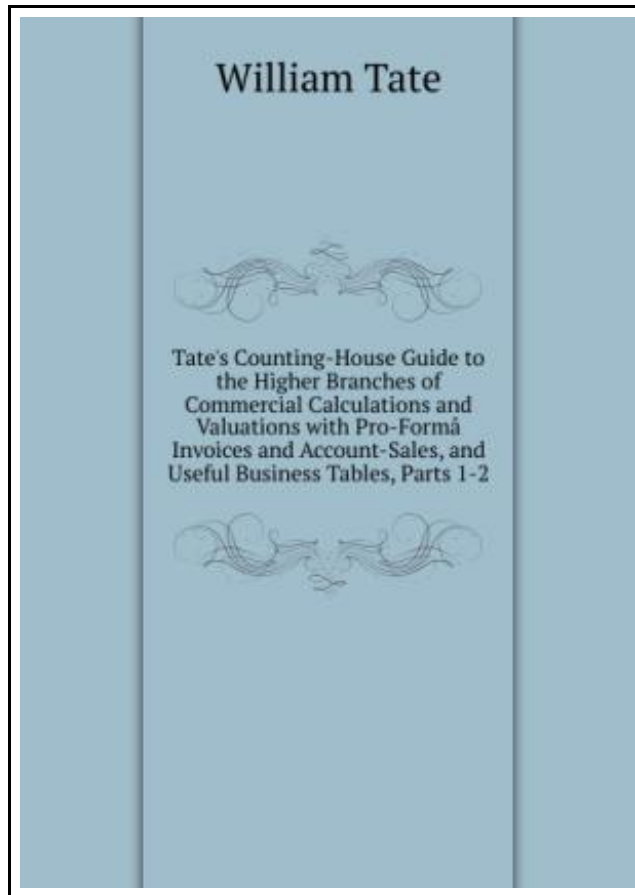 William Tate
Tate's Counting-House Guide to
the Higher Branches of
Commercial Calculations and
Valuations with Pro-Formâ
Invoices and Account-Sales, and
Useful Business Tables, Parts 1-2